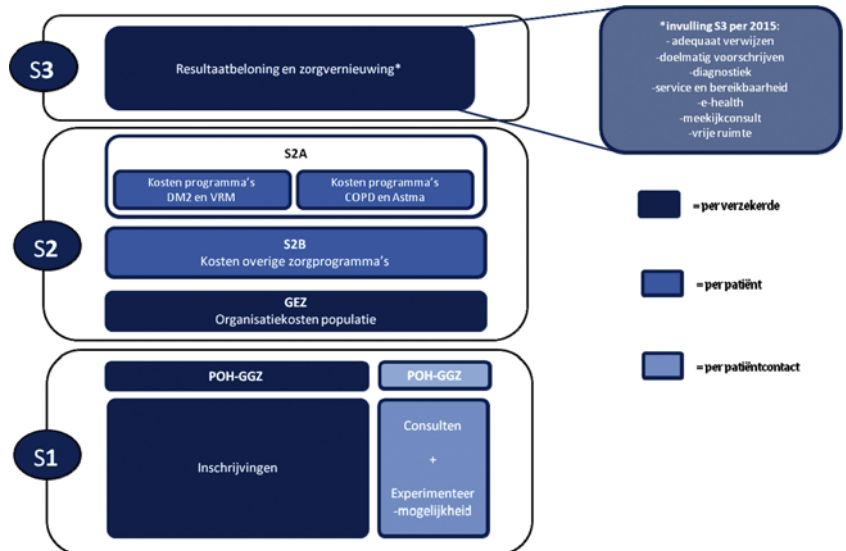 S3
Resultaatbeloning en zorgvernieuwing*
*invulling S3 per 2015:
- adequaat verwijzen
-doelmatig voorschrijven
-diagnostiek
-service en bereikbaarheid
-e-health
-meekijkconsult
-vrije ruimte
S2
S2A
Kosten programma's
DM2 en VRM
Kosten programma's
COPD en Astma
S2B
Kosten overige zorgprogramma's
GEZ
Organisatiekosten populatie
= per verzekerde
= per patiënt
= per patiëntcontact
S1
POH-GGZ
POH-GGZ
Inschrijvingen
Consulten
+
Experimenteer
-mogelijkheid